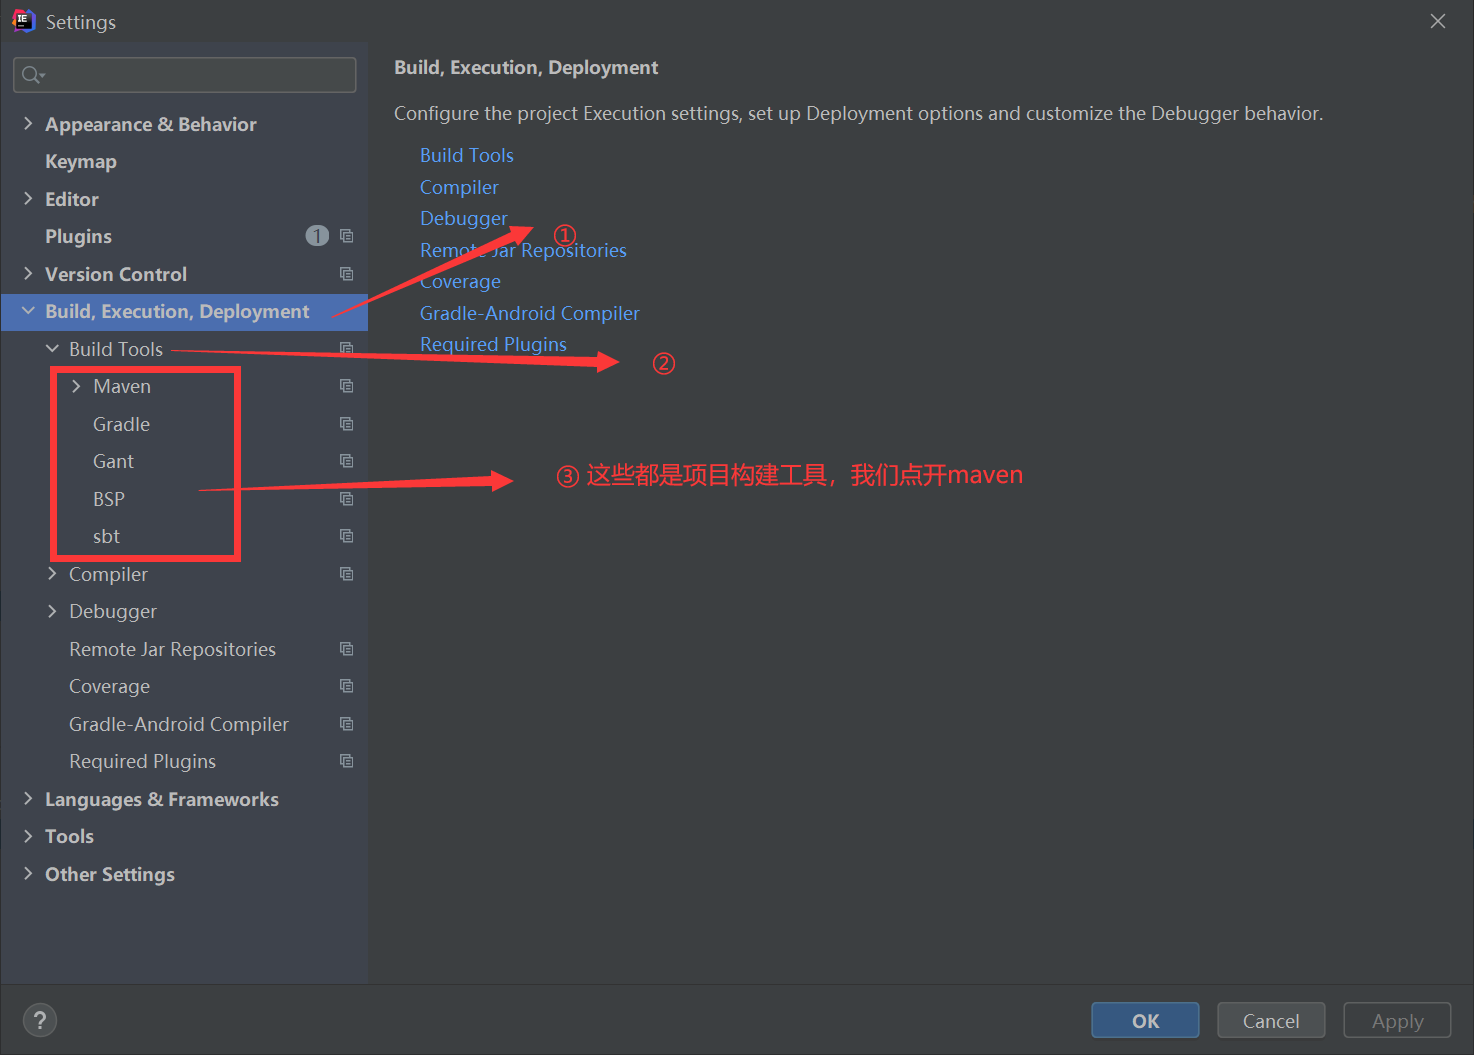 Settings
Appearance & Behavior
Keymap
Editor
Plugins 1
Version Control
Build, Execution, Deployment
Build Tools
Maven
Gradle
Gant
BSP
sbt
Compiler
Debugger
Remote Jar Repositories
Coverage
Gradle-Android Compiler
Required Plugins
Languages & Frameworks
Tools
Other Settings
Build, Execution, Deployment
Configure the project Execution settings, set up Deployment options and customize the Debugger behavior.
Build Tools
Compiler
Debugger
①
Remote Jar Repositories
Coverage
Gradle-Android Compiler
Required Plugins
②
③ 这些都是项目构建工具，我们点开maven
?
OK
Cancel
Apply